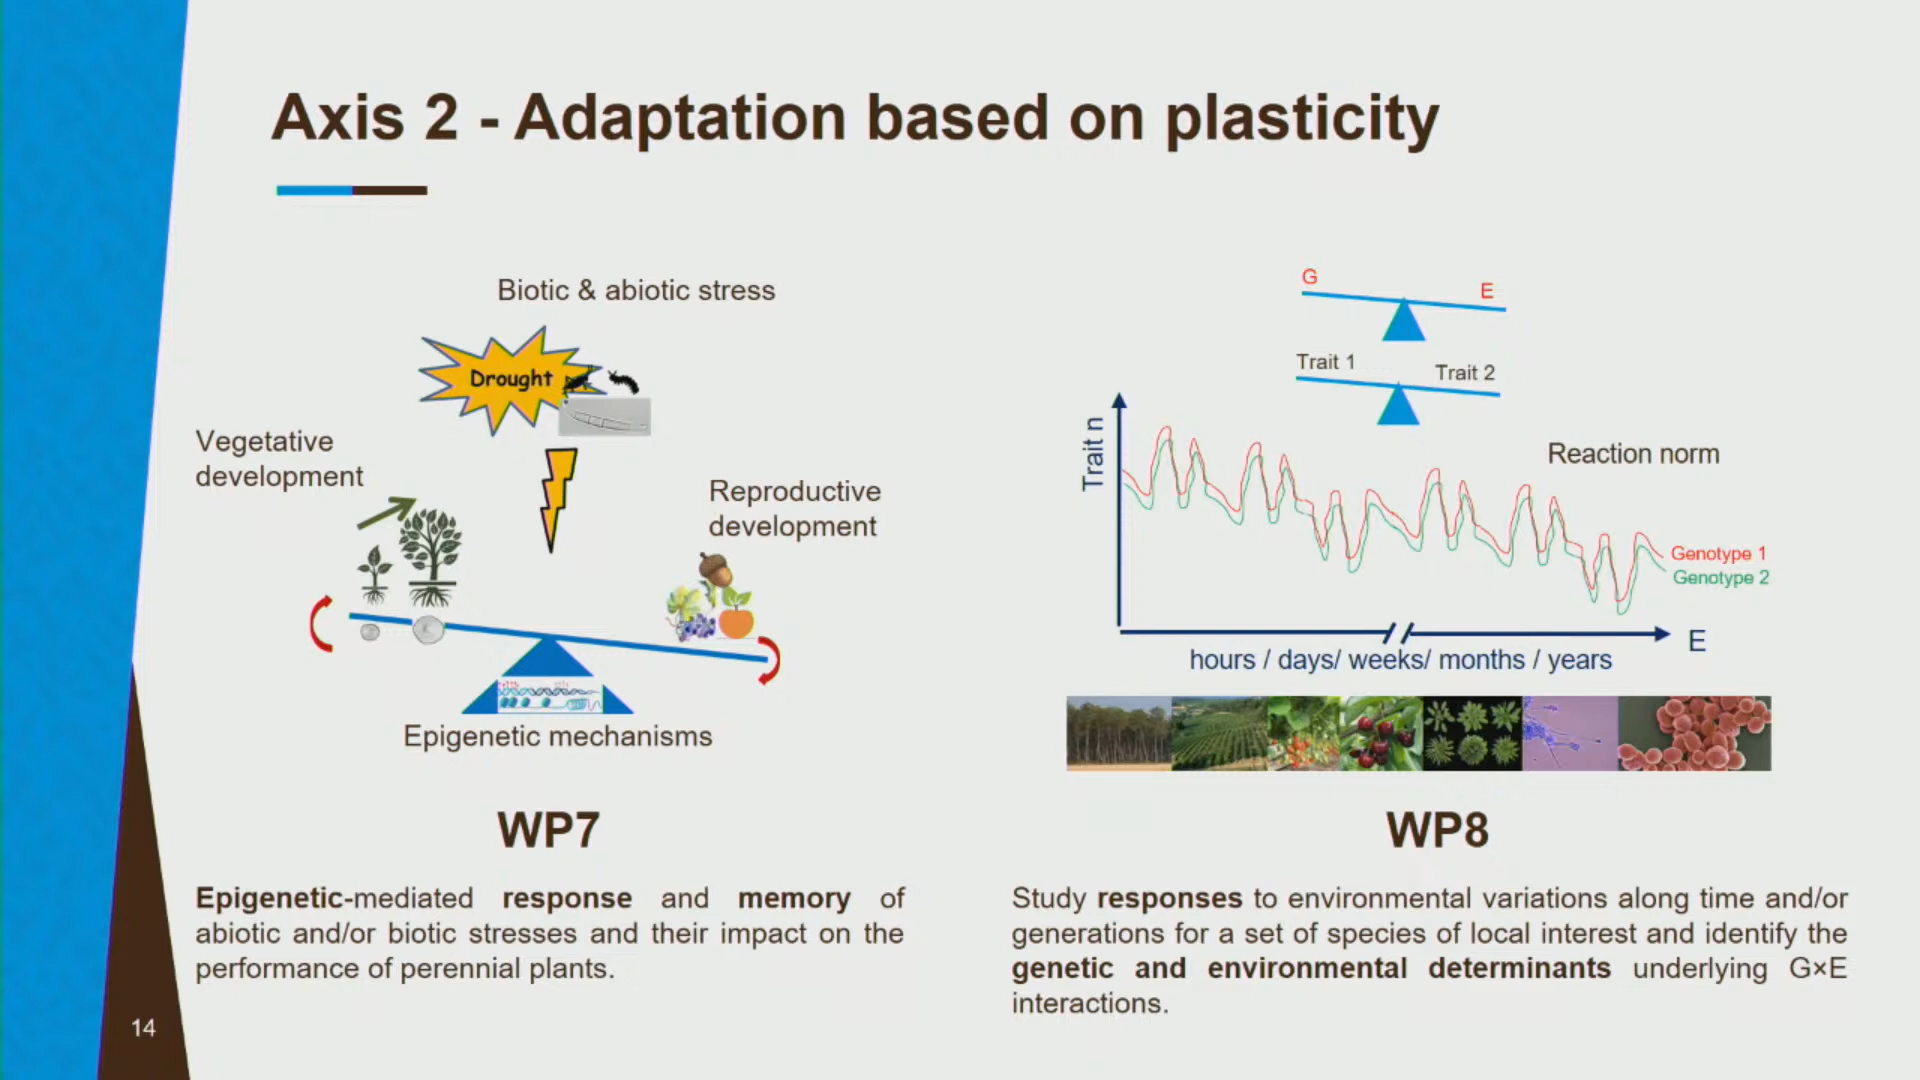 Axis 2 - Adaptation based on plasticity
Biotic & abiotic stress
Drought
Vegetative
development
Reproductive
development
Epigenetic mechanisms
WP7
Epigenetic-mediated response and memory of
abiotic and/or biotic stresses and their impact on the
performance of perennial plants.
G
E
Trait 1
Trait 2
Trait n
Reaction norm
Genotype 1
Genotype 2
E
hours / days/ weeks/ months / years
WP8
Study responses to environmental variations along time and/or
generations for a set of species of local interest and identify the
genetic and environmental determinants underlying G×E
interactions.
14